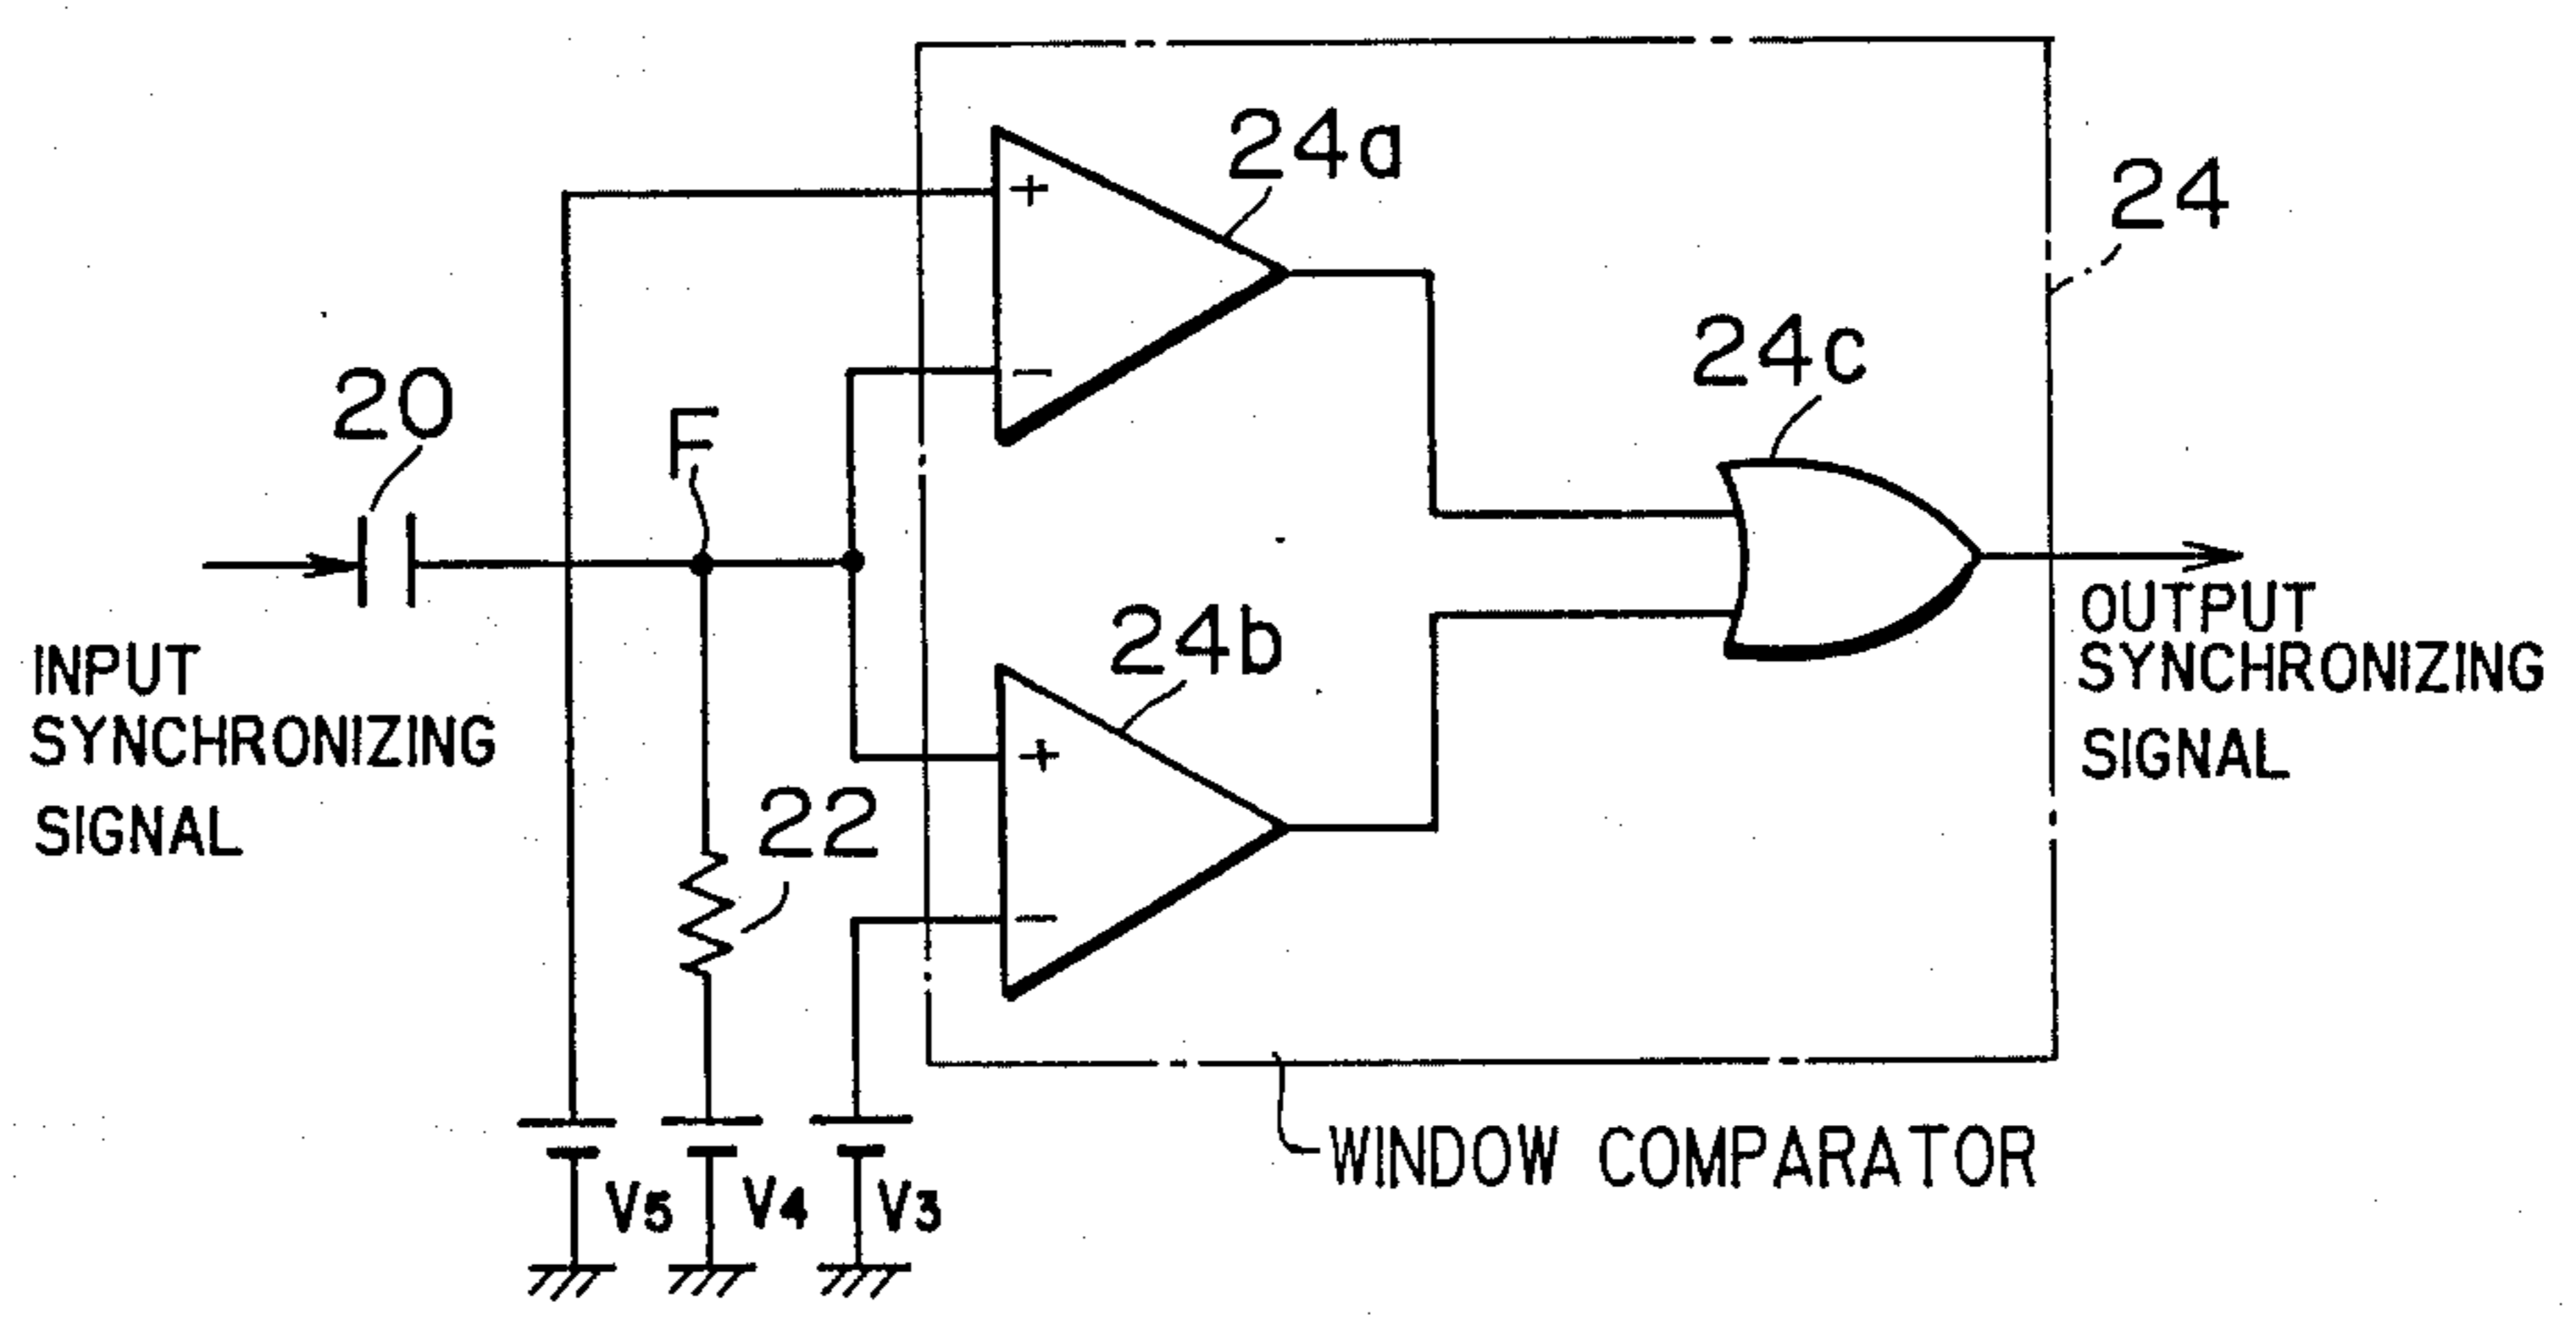 24a
24
24c
20
F
+
−
24b
INPUT
SYNCHRONIZING
SIGNAL
OUTPUT
SYNCHRONIZING
SIGNAL
+
−
22
V5
V4
V3
WINDOW COMPARATOR